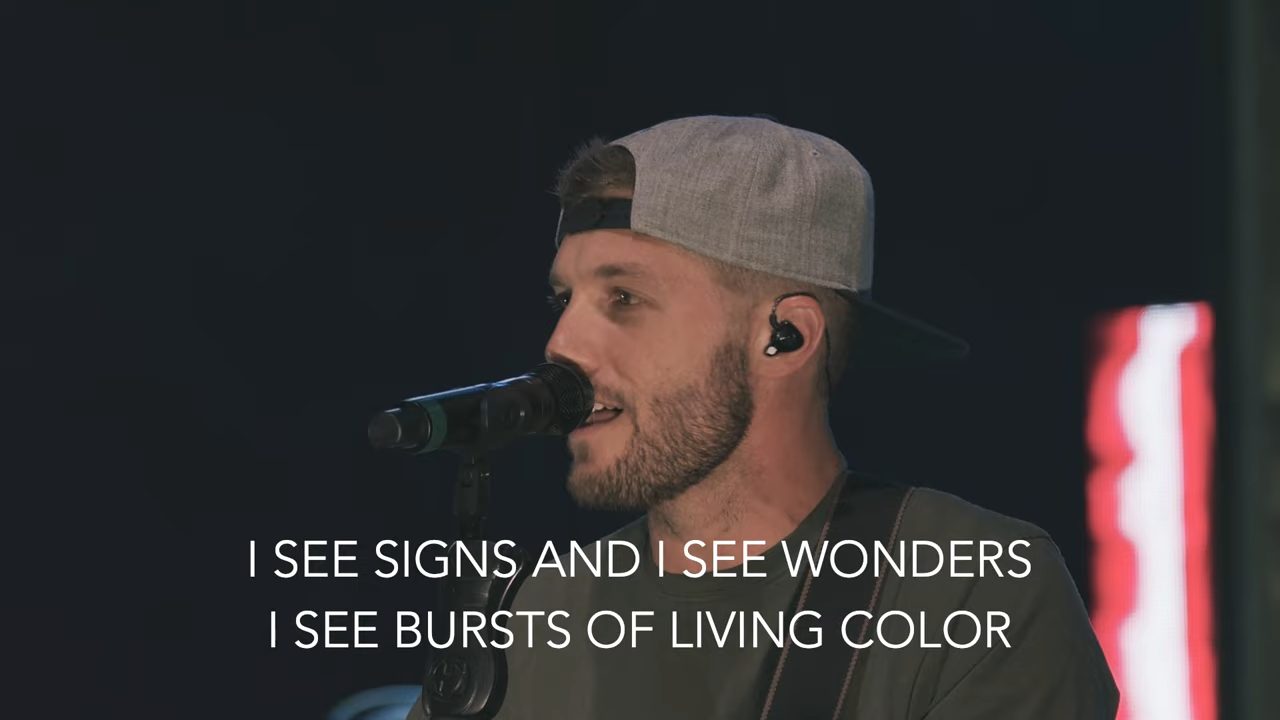 I SEE SIGNS AND I SEE WONDERS
I SEE BURSTS OF LIVING COLOR